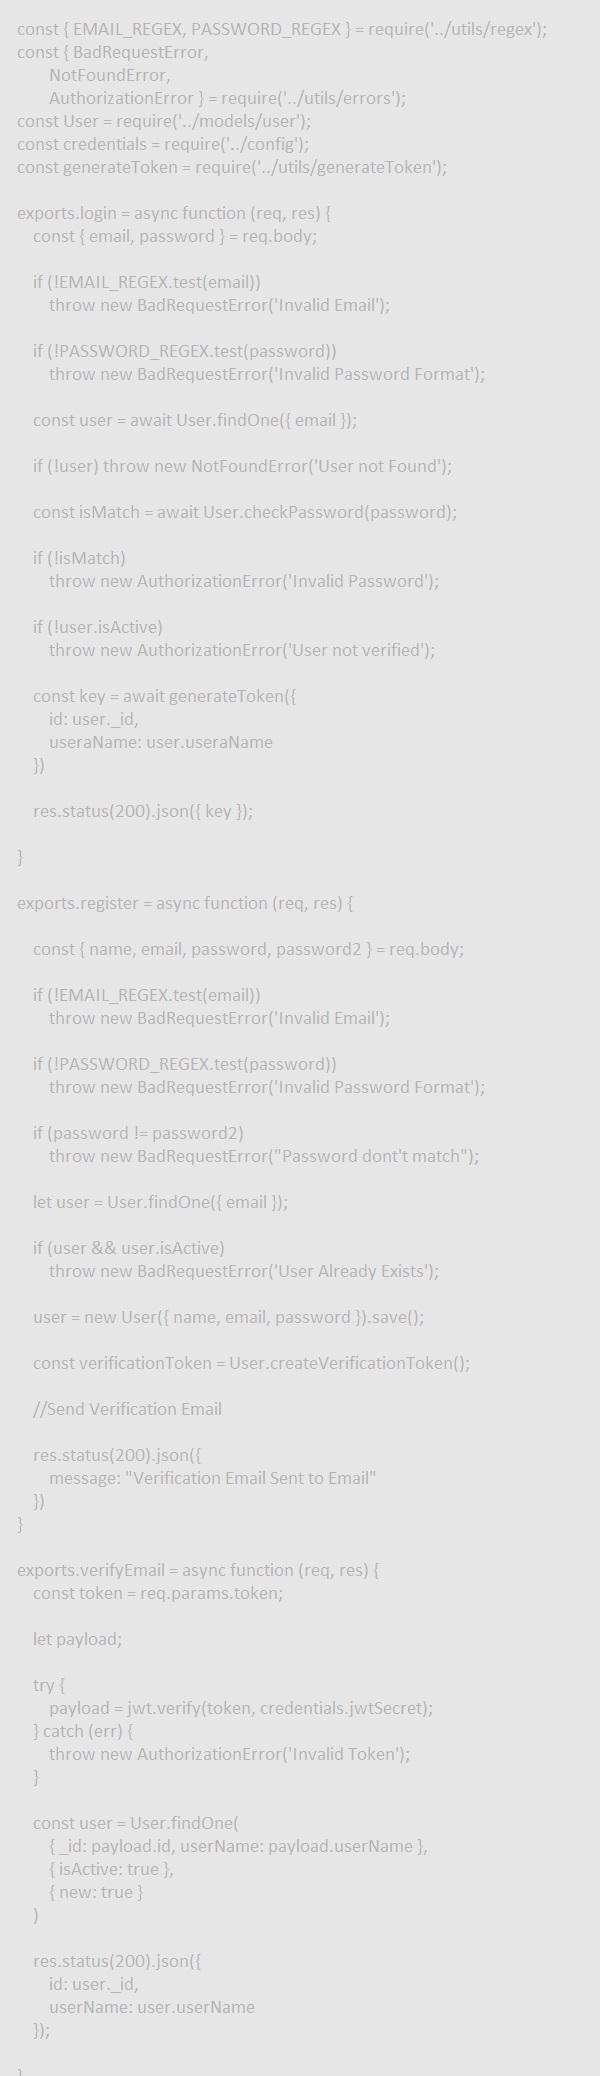 const { EMAIL_REGEX, PASSWORD_REGEX } = require('../utils/regex');
const { BadRequestError,
        NotFoundError,
        AuthorizationError } = require('../utils/errors');
const User = require('../models/user');
const credentials = require('../config');
const generateToken = require('../utils/generateToken');

exports.login = async function (req, res) {
    const { email, password } = req.body;

    if (!EMAIL_REGEX.test(email))
        throw new BadRequestError('Invalid Email');

    if (!PASSWORD_REGEX.test(password))
        throw new BadRequestError('Invalid Password Format');

    const user = await User.findOne({ email });

    if (!user) throw new NotFoundError('User not Found');

    const isMatch = await User.checkPassword(password);

    if (!isMatch)
        throw new AuthorizationError('Invalid Password');

    if (!user.isActive)
        throw new AuthorizationError('User not verified');

    const key = await generateToken({
        id: user._id,
        useraName: user.useraName
    })

    res.status(200).json({ key });

}

exports.register = async function (req, res) {

    const { name, email, password, password2 } = req.body;

    if (!EMAIL_REGEX.test(email))
        throw new BadRequestError('Invalid Email');

    if (!PASSWORD_REGEX.test(password))
        throw new BadRequestError('Invalid Password Format');

    if (password != password2)
        throw new BadRequestError("Password dont't match");

    let user = User.findOne({ email });

    if (user && user.isActive)
        throw new BadRequestError('User Already Exists');

    user = new User({ name, email, password }).save();

    const verificationToken = User.createVerificationToken();

    //Send Verification Email

    res.status(200).json({
        message: "Verification Email Sent to Email"
    })
}

exports.verifyEmail = async function (req, res) {
    const token = req.params.token;

    let payload;

    try {
        payload = jwt.verify(token, credentials.jwtSecret);
    } catch (err) {
        throw new AuthorizationError('Invalid Token');
    }

    const user = User.findOne(
        { _id: payload.id, userName: payload.userName },
        { isActive: true },
        { new: true }
    )

    res.status(200).json({
        id: user._id,
        userName: user.userName
    });

}